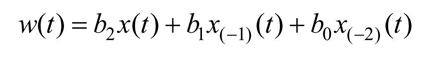 w(t) = b₂x(t) + b₁x₍₋₁₎(t) + b₀x₍₋₂₎(t)